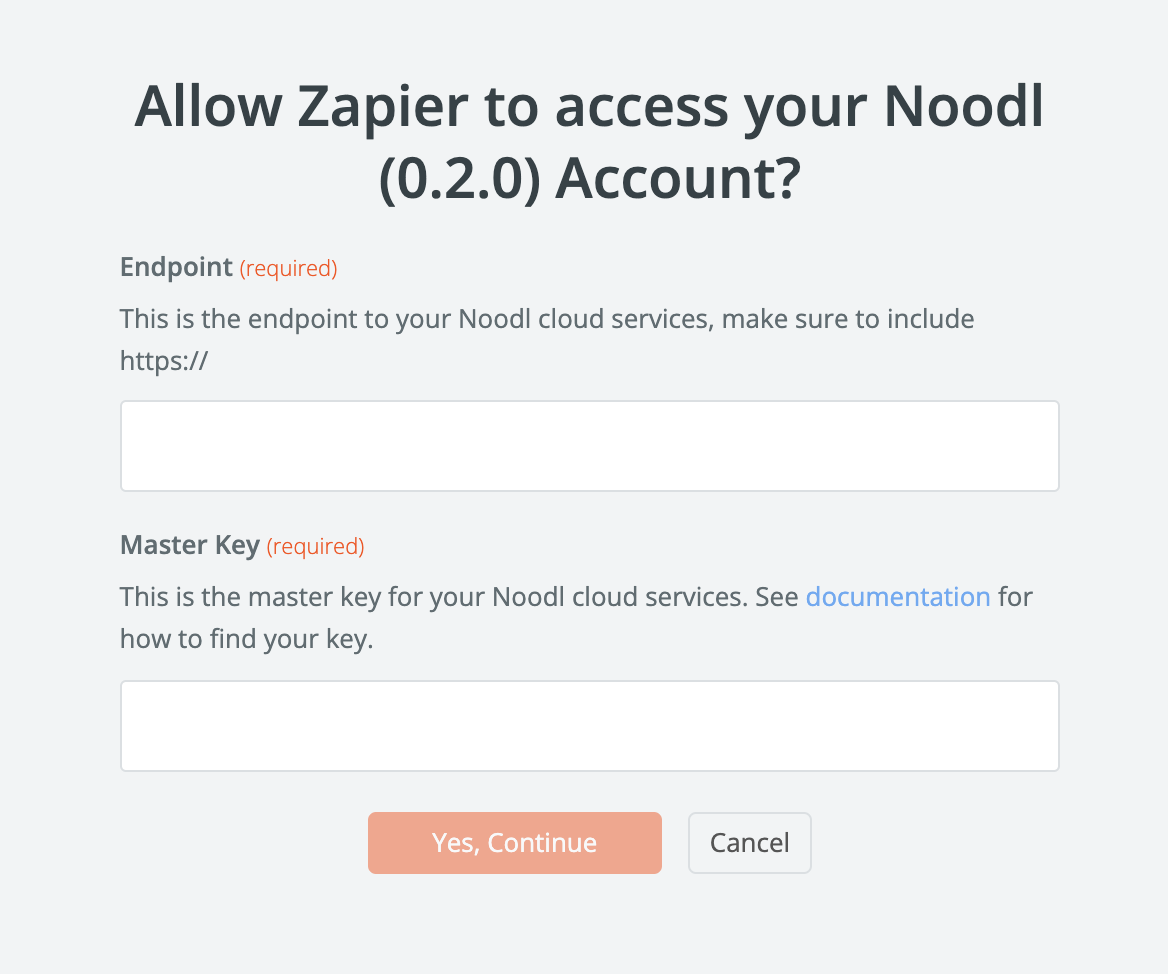 Allow Zapier to access your Noodl
(0.2.0) Account?
Endpoint (required)
This is the endpoint to your Noodl cloud services, make sure to include
https://
Master Key (required)
This is the master key for your Noodl cloud services. See documentation for
how to find your key.
Yes, Continue
Cancel